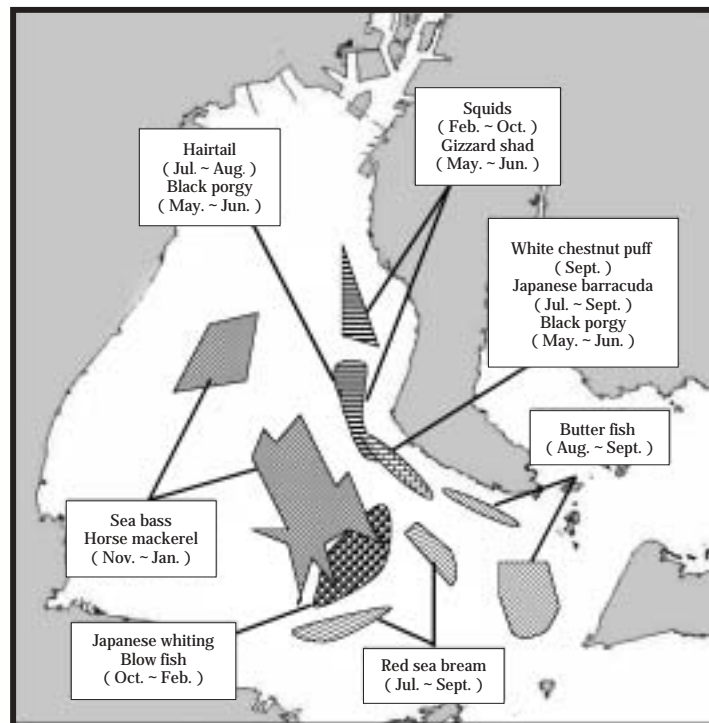 Squids
( Feb. ~ Oct. )
Gizzard shad
( May. ~ Jun. )
Hairtail
( Jul. ~ Aug. )
Black porgy
( May. ~ Jun. )
White chestnut puff
( Sept. )
Japanese barracuda
( Jul. ~ Sept. )
Black porgy
( May. ~ Jun. )
Butter fish
( Aug. ~ Sept. )
Sea bass
Horse mackerel
( Nov. ~ Jan. )
Japanese whiting
Blow fish
( Oct. ~ Feb. )
Red sea bream
( Jul. ~ Sept. )